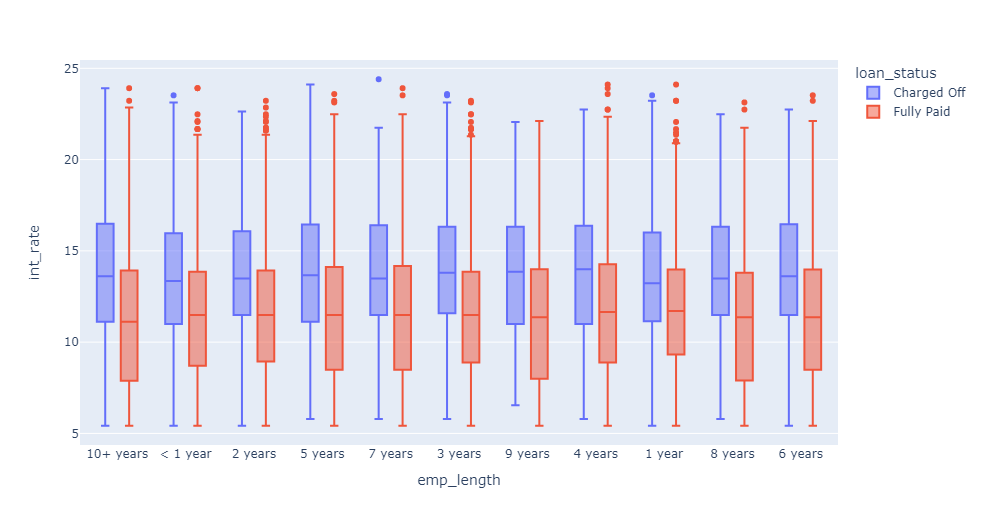 25
20
15
10
5
int_rate
10+ years
< 1 year
2 years
5 years
7 years
3 years
9 years
4 years
1 year
8 years
6 years
emp_length
loan_status
Charged Off
Fully Paid